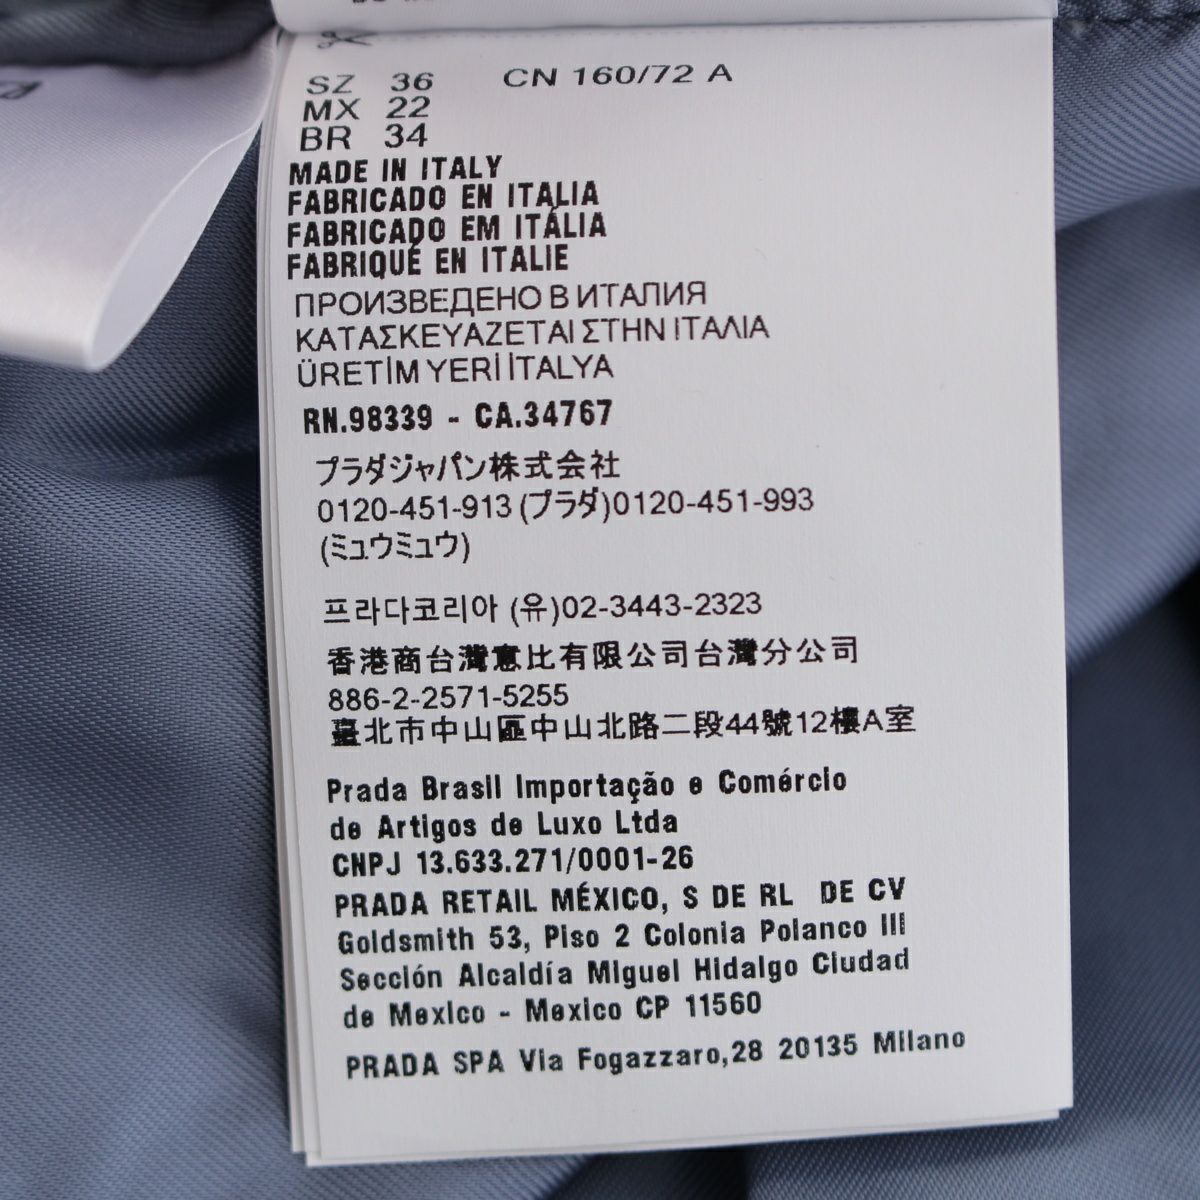 SZ 36 CN 160/72 A
MX 22
BR 34
MADE IN ITALY
FABRICADO EN ITALIA
FABRICADO EM ITÁLIA
FABRIQUÉ EN ITALIE
ПРОИЗВЕДЕНО В ИТАЛИЯ
ΚΑΤΑΣΚΕΥΑΖΕΤΑΙ ΣΤΗΝ ΙΤΑΛΙΑ
ÜRETİM YERİ İTALYA
RN.98339 - CA.34767
プラダジャパン株式会社
0120-451-913 (プラダ)0120-451-993
(ミュウミュウ)
프라다코리아 (유)02-3443-2323
香港商台灣惠比有限公司台灣分公司
886-2-2571-5255
臺北市中山區中山北路二段44號12樓A室
Prada Brasil Importação e Comércio
de Artigos de Luxo Ltda
CNPJ 13.633.271/0001-26
PRADA RETAIL MÉXICO, S DE RL DE CV
Goldsmith 53, Piso 2 Colonia Polanco III
Sección Alcaldía Miguel Hidalgo Ciudad
de Mexico - Mexico CP 11560
PRADA SPA Via Fogazzaro,28 20135 Milano